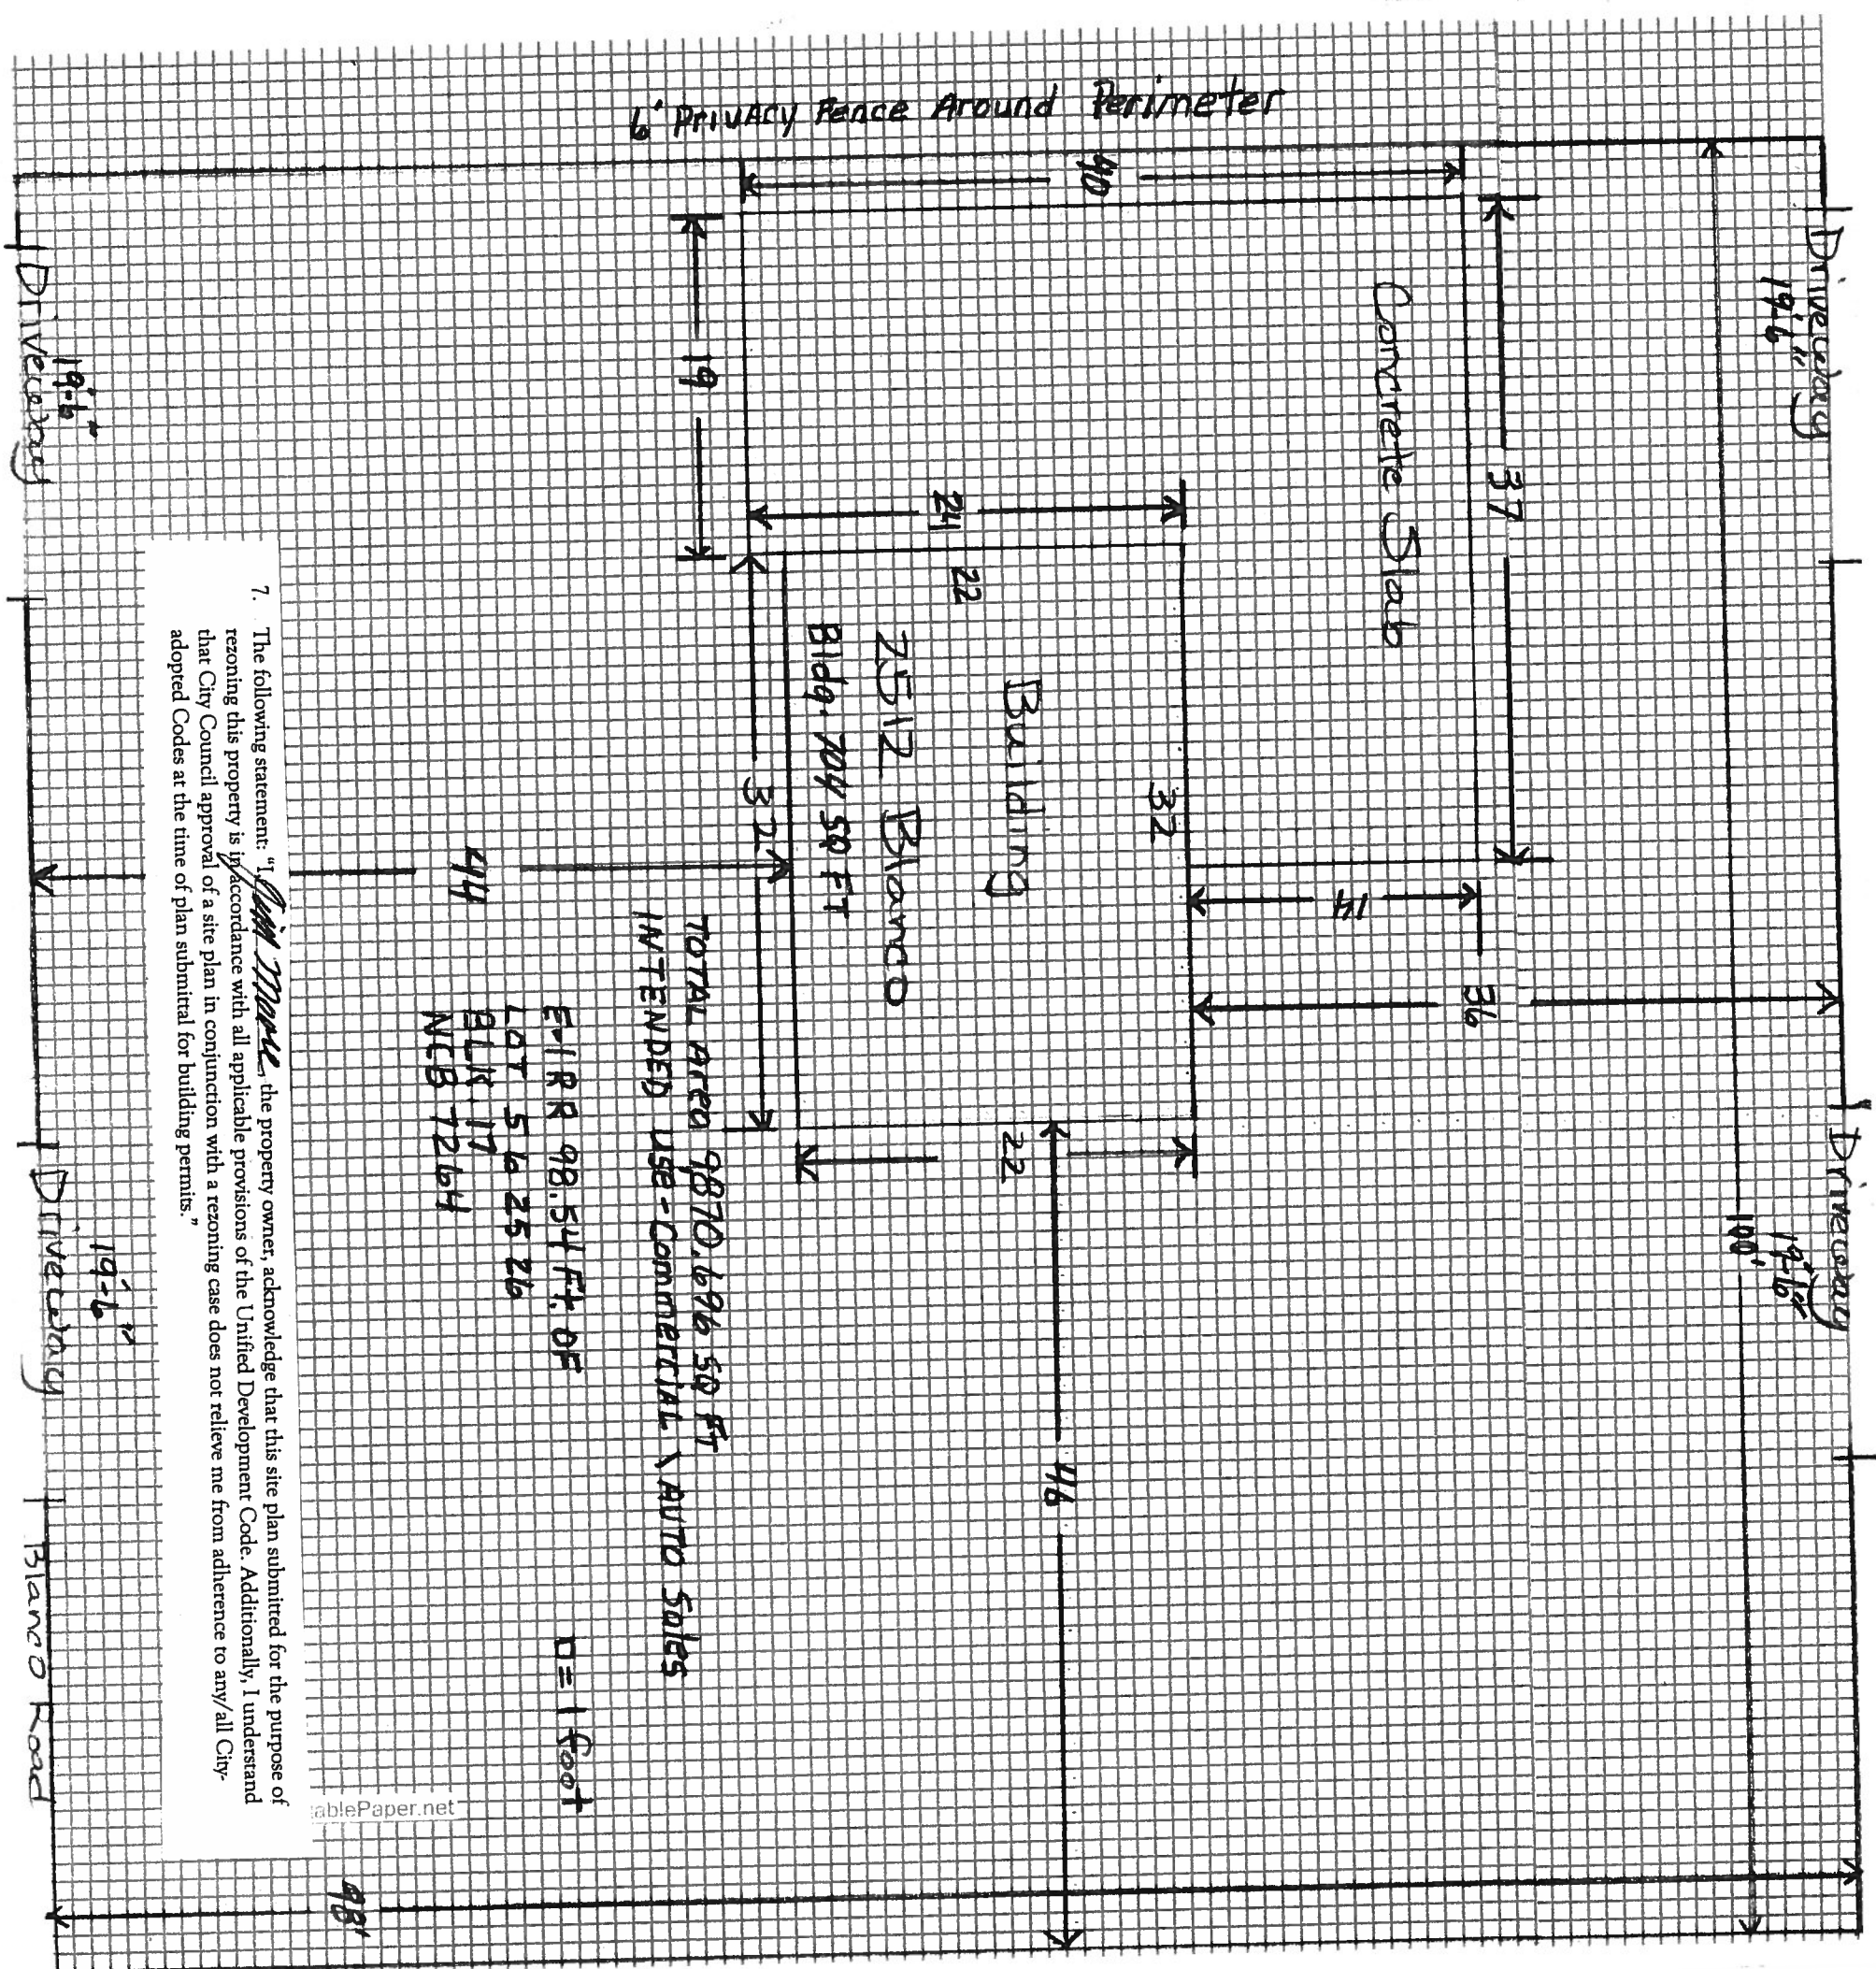 6' Privacy Fence Around Perimeter
40
Driveway
19'-6"
37
Concrete Slab
19
24
22
Building
7512 Blanco
Bldg. 704 SQ FT
32
32
14
36
Driveway
19'-6"
100'
22
46
44
TOTAL Area 9870.696 SQ FT
INTENDED Use-Commercial \ AUTO Sales
E-IRR 98.54 Ft. OF
LOT 5 6 25 26
BLK. 17
NCB 7264
□ = 1 foot
7. The following statement: "I, Jim Moore, the property owner, acknowledge that this site plan submitted for the purpose of
rezoning this property is in accordance with all applicable provisions of the Unified Development Code. Additionally, I understand
that City Council approval of a site plan in conjunction with a rezoning case does not relieve me from adherence to any/all City-
adopted Codes at the time of plan submittal for building permits."
ablePaper.net
98'
19'-6"
Driveway
19'-6"
Driveway
Blanco Road